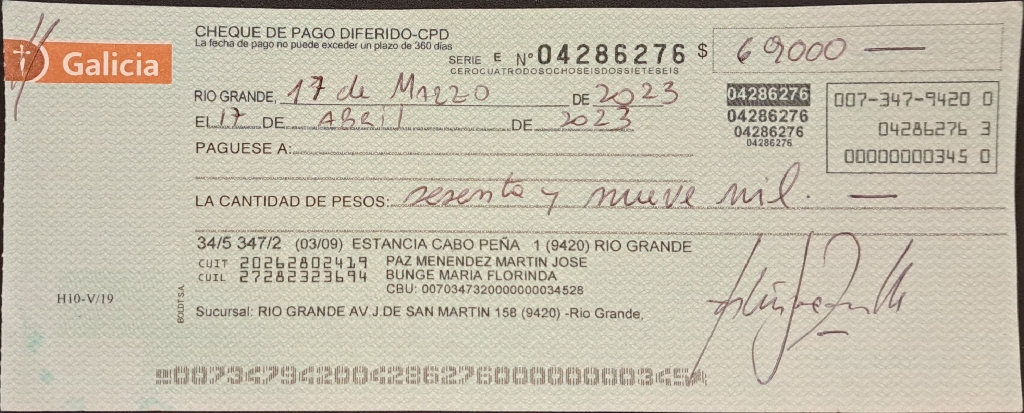 Galicia
CHEQUE DE PAGO DIFERIDO-CPD
La fecha de pago no puede exceder un plazo de 360 días
SERIE E Nº 04286276 $ 69000
CEROCUATRODOSOCHOSEISDOSSIETESEIS
RIO GRANDE, 17 de MARZO DE 2023
EL 17 DE ABRIL DE 2023
04286276
04286276
04286276
04286276
007-347-9420 0
04286276 3
00000000345 0
PAGUESE A:
LA CANTIDAD DE PESOS: sesenta y nueve mil.
34/5 347/2 (03/09) ESTANCIA CABO PEÑA 1 (9420) RIO GRANDE
CUIT 20262802419 PAZ MENENDEZ MARTIN JOSE
CUIL 27282323694 BUNGE MARIA FLORINDA
CBU: 0070347320000000034528
H10-V/19
BOLDT S.A.
Sucursal: RIO GRANDE AV.J.DE SAN MARTIN 158 (9420) -Rio Grande,
00734794200428627600000000345